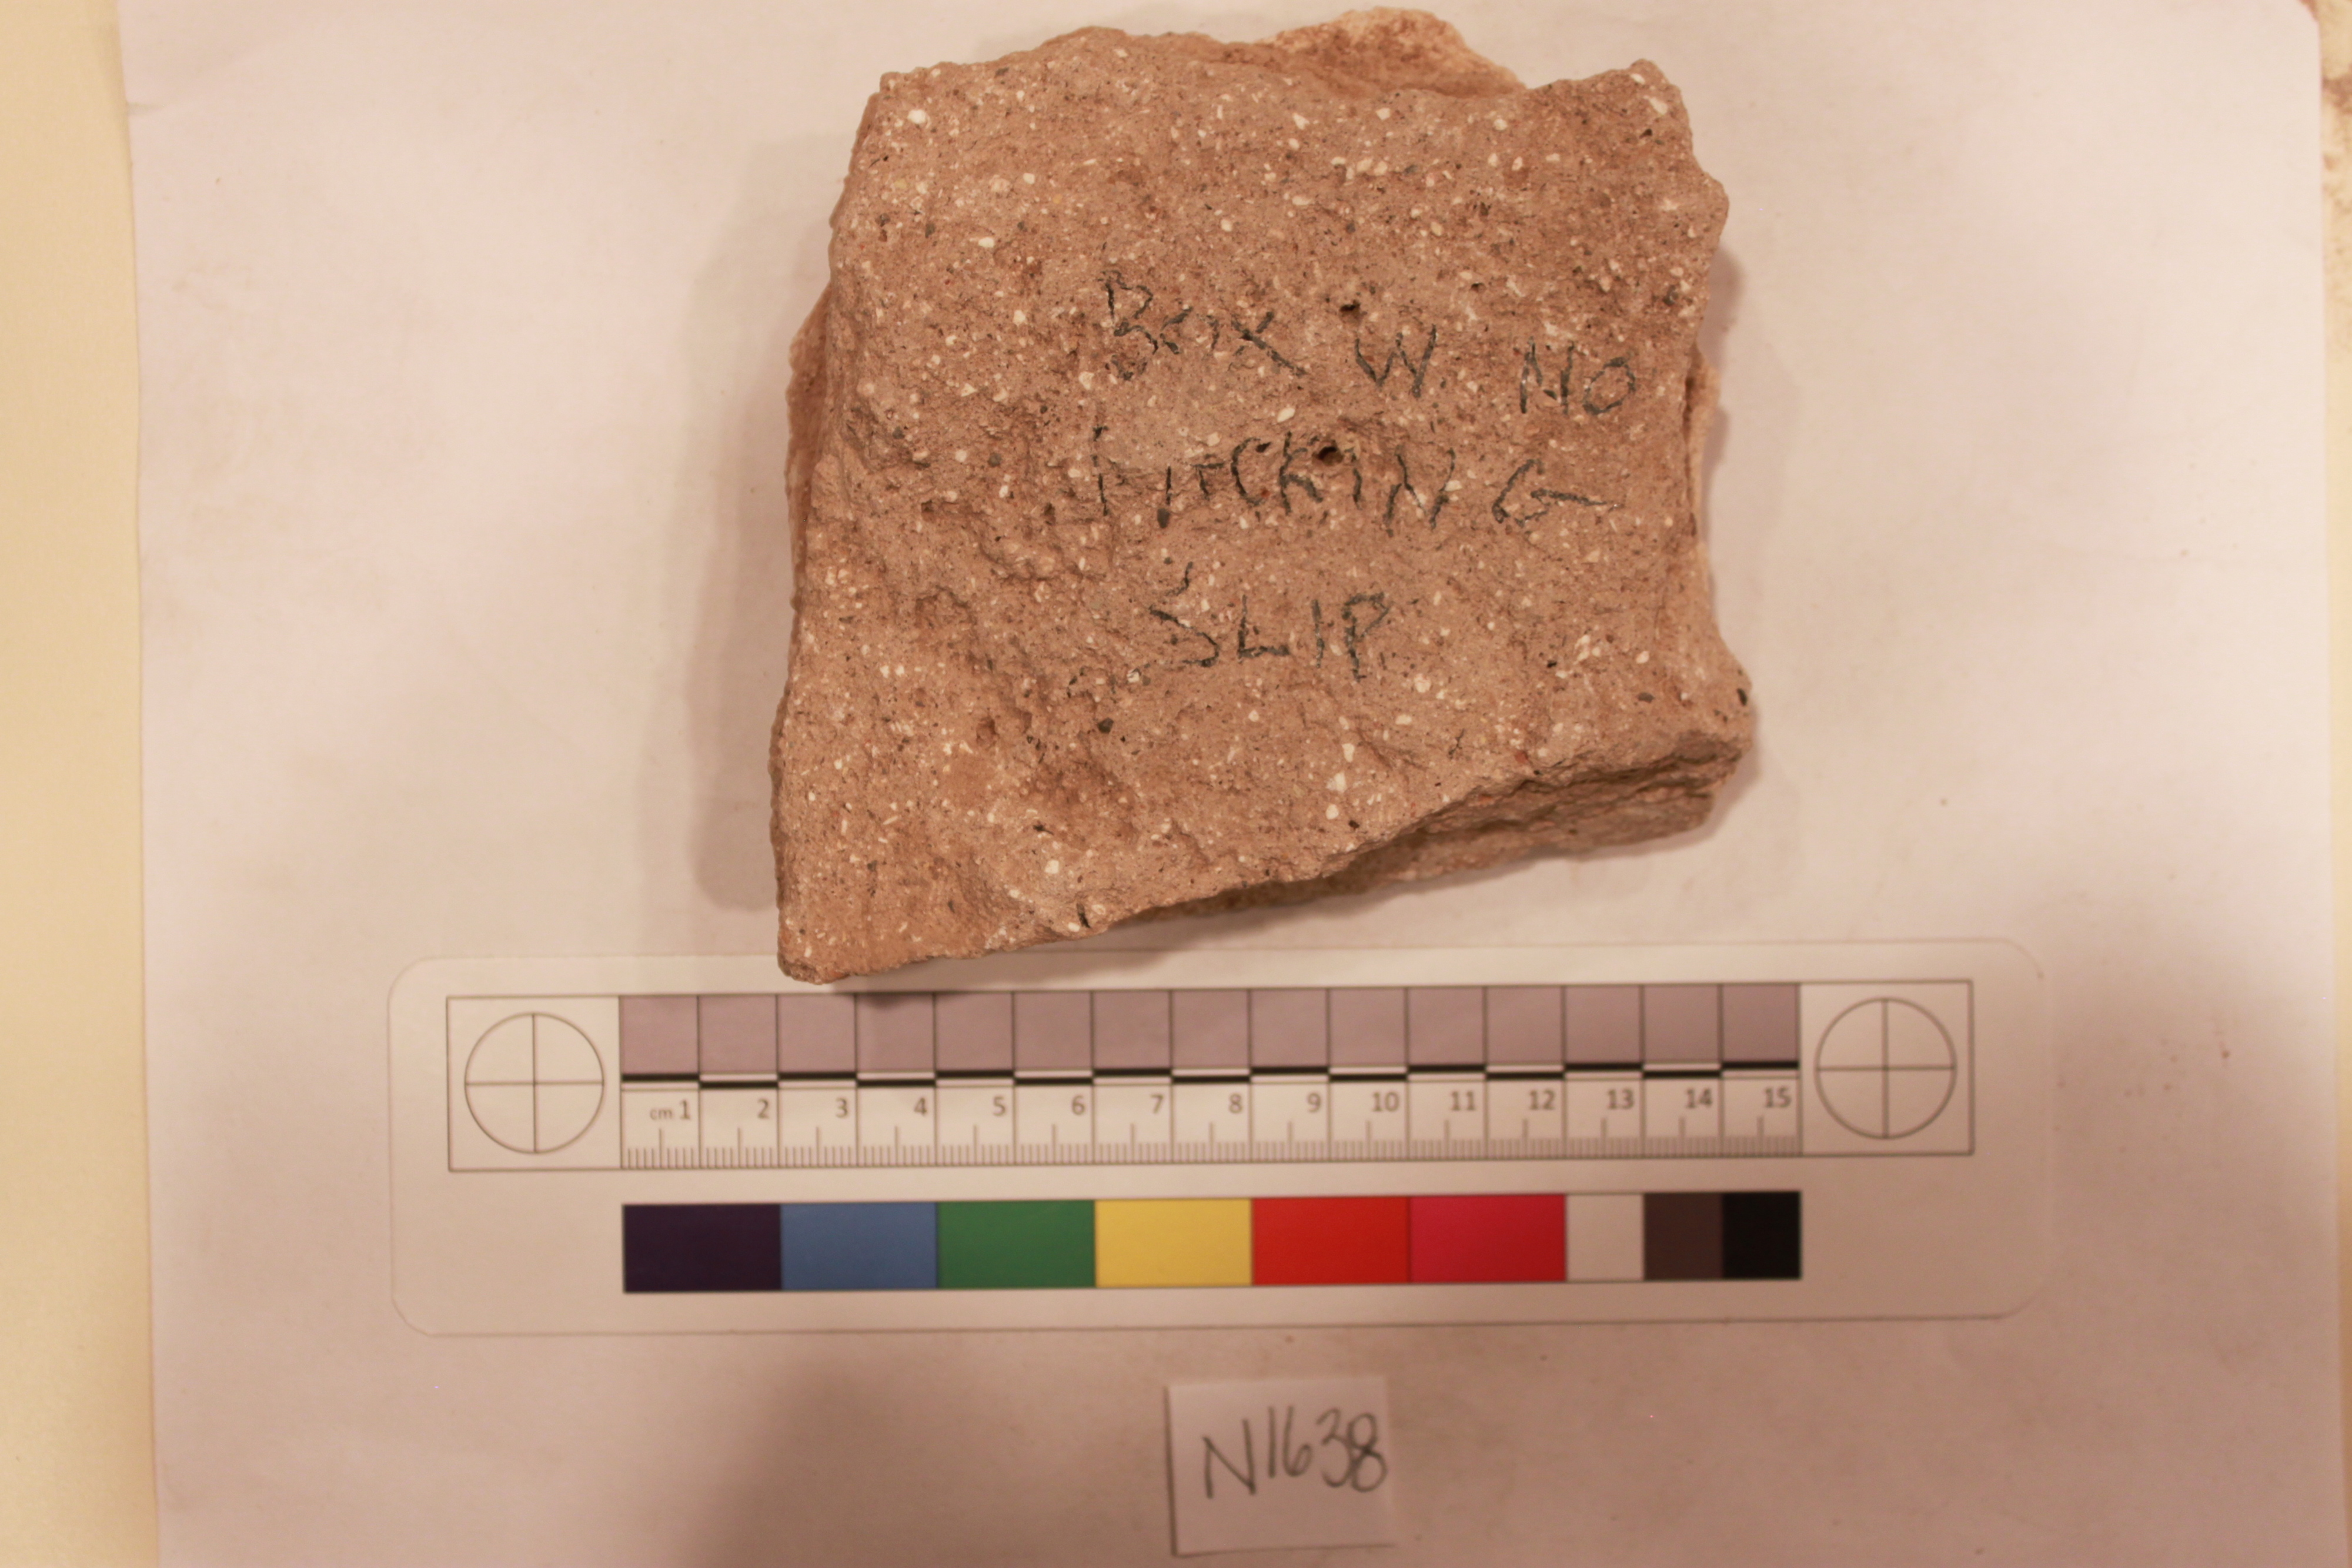 BOX W. NO
PACKING
SLIP
cm 1 2 3 4 5 6 7 8 9 10 11 12 13 14 15
N1638